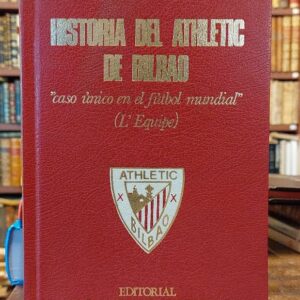 HISTORIA DEL ATHLETIC
DE BILBAO
"caso único en el fútbol mundial"
(L'Equipe)
ATHLETIC
BILBAO
EDITORIAL